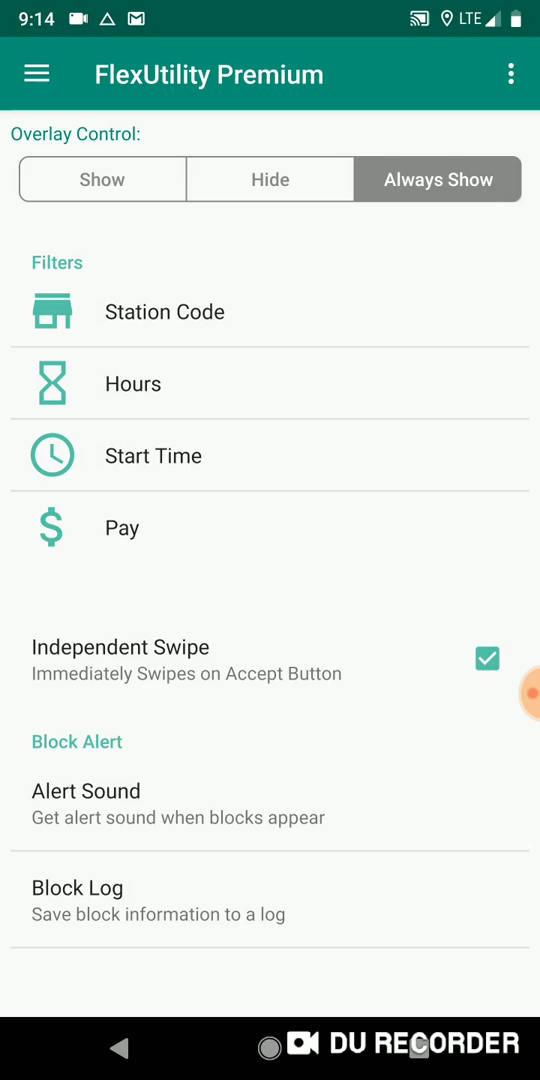 9:14 LTE
FlexUtility Premium
Overlay Control:
Show Hide Always Show
Filters
Station Code
Hours
Start Time
Pay
Independent Swipe
Immediately Swipes on Accept Button
Block Alert
Alert Sound
Get alert sound when blocks appear
Block Log
Save block information to a log
DU RECORDER